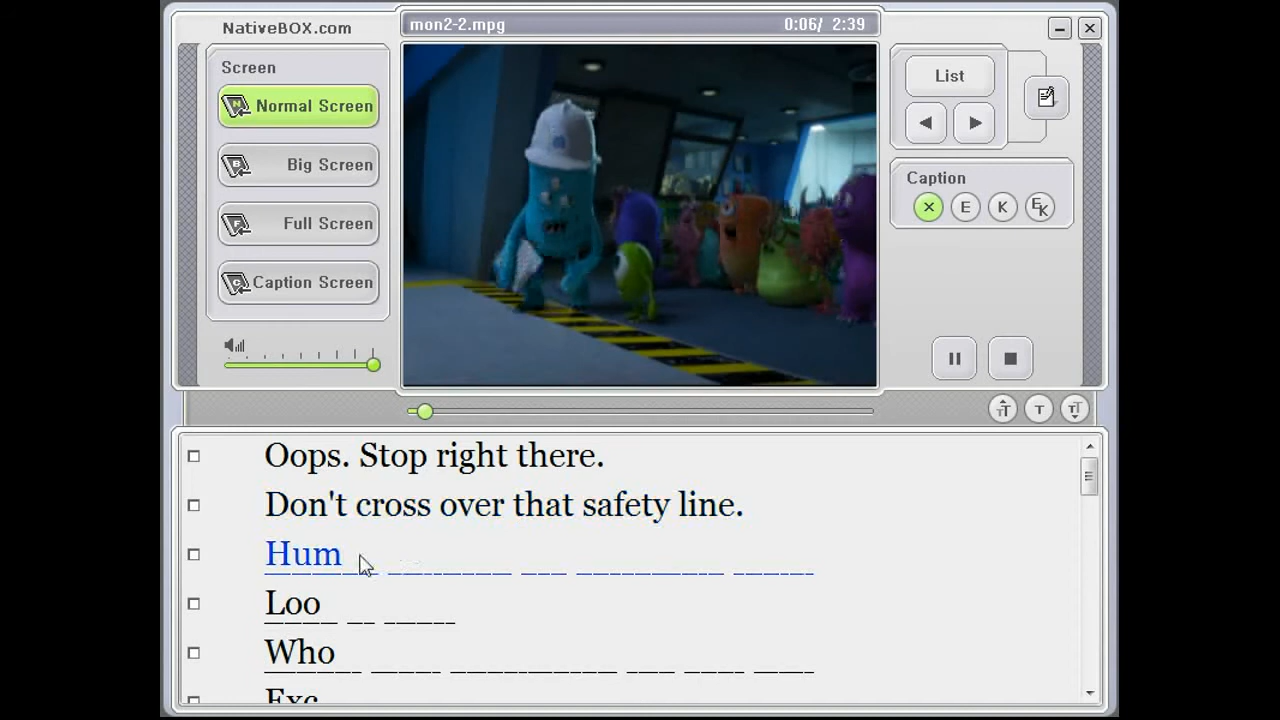 NativeBOX.com
mon2-2.mpg 0:06/ 2:39
Screen
Normal Screen
Big Screen
Full Screen
Caption Screen
List
Caption
E K E K
T T T
Oops. Stop right there.
Don't cross over that safety line.
Hum
Loo
Who
Exc